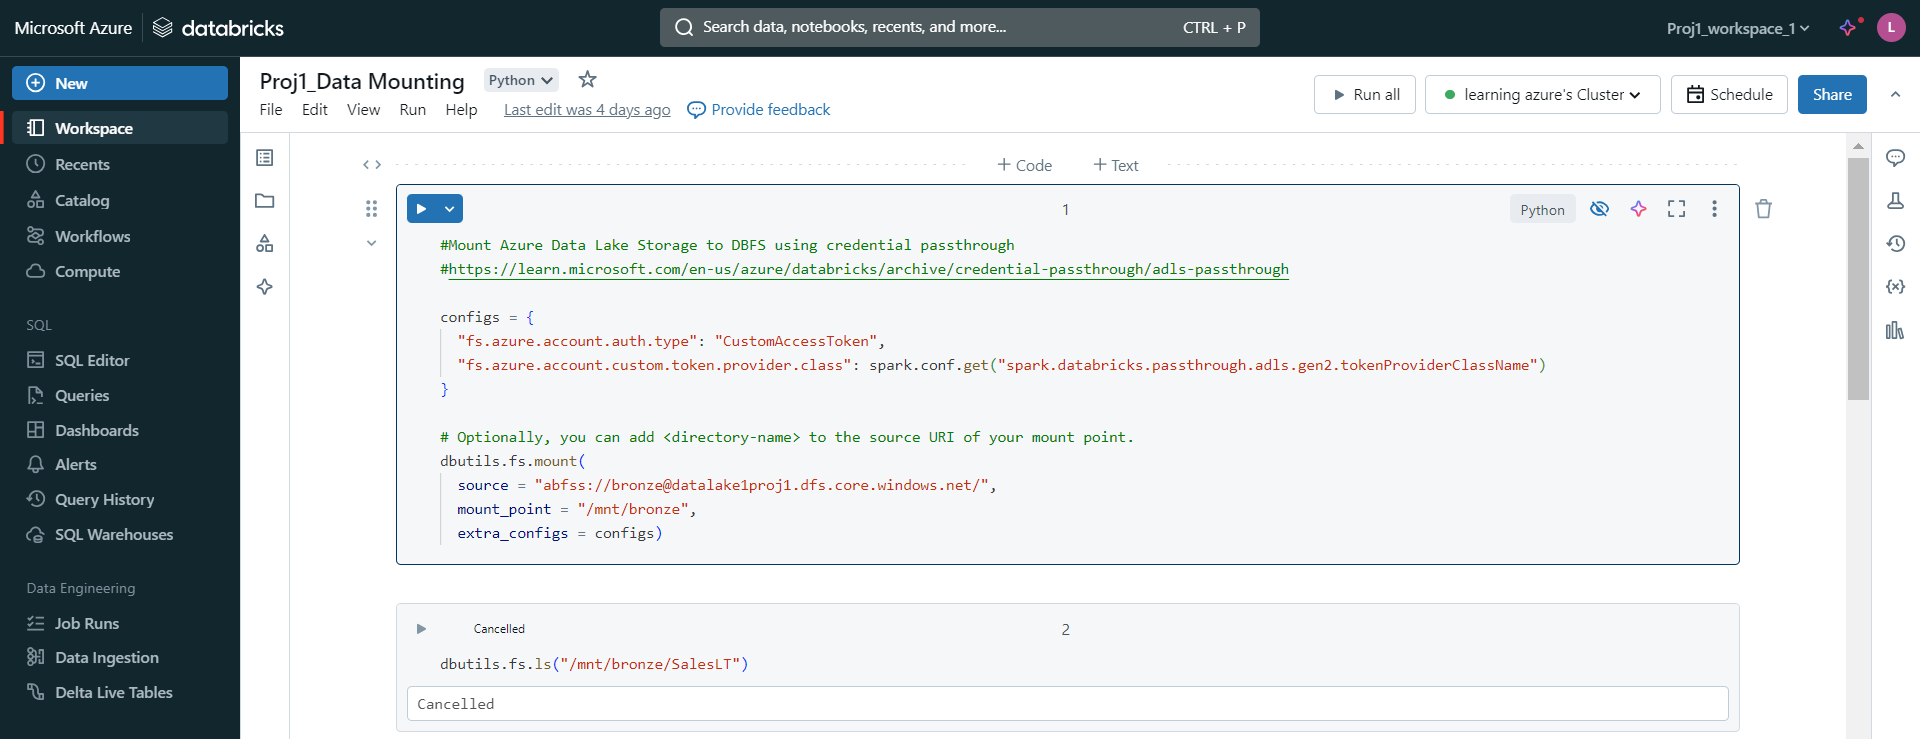 Microsoft Azure databricks
Search data, notebooks, recents, and more... CTRL + P
Proj1_workspace_1
L
New
Workspace
Recents
Catalog
Workflows
Compute
SQL
SQL Editor
Queries
Dashboards
Alerts
Query History
SQL Warehouses
Data Engineering
Job Runs
Data Ingestion
Delta Live Tables
Proj1_Data Mounting Python
File Edit View Run Help Last edit was 4 days ago Provide feedback
Run all learning azure's Cluster Schedule Share
+ Code + Text
1 Python
#Mount Azure Data Lake Storage to DBFS using credential passthrough
#https://learn.microsoft.com/en-us/azure/databricks/archive/credential-passthrough/adls-passthrough
configs = {
"fs.azure.account.auth.type": "CustomAccessToken",
"fs.azure.account.custom.token.provider.class": spark.conf.get("spark.databricks.passthrough.adls.gen2.tokenProviderClassName")
}
# Optionally, you can add <directory-name> to the source URI of your mount point.
dbutils.fs.mount(
source = "abfss://bronze@datalake1proj1.dfs.core.windows.net/",
mount_point = "/mnt/bronze",
extra_configs = configs)
Cancelled 2
dbutils.fs.ls("/mnt/bronze/SalesLT")
Cancelled